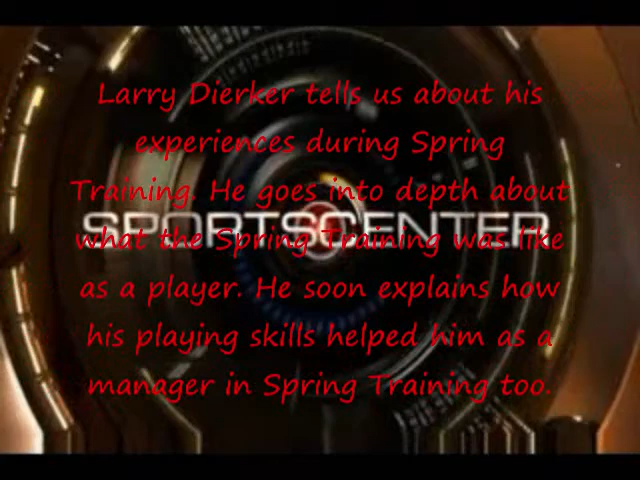 Larry Dierker tells us about his
experiences during Spring
Training. He goes into depth about
SPORTSCENTER
what the Spring Training was like
as a player. He soon explains how
his playing skills helped him as a
manager in Spring Training too.